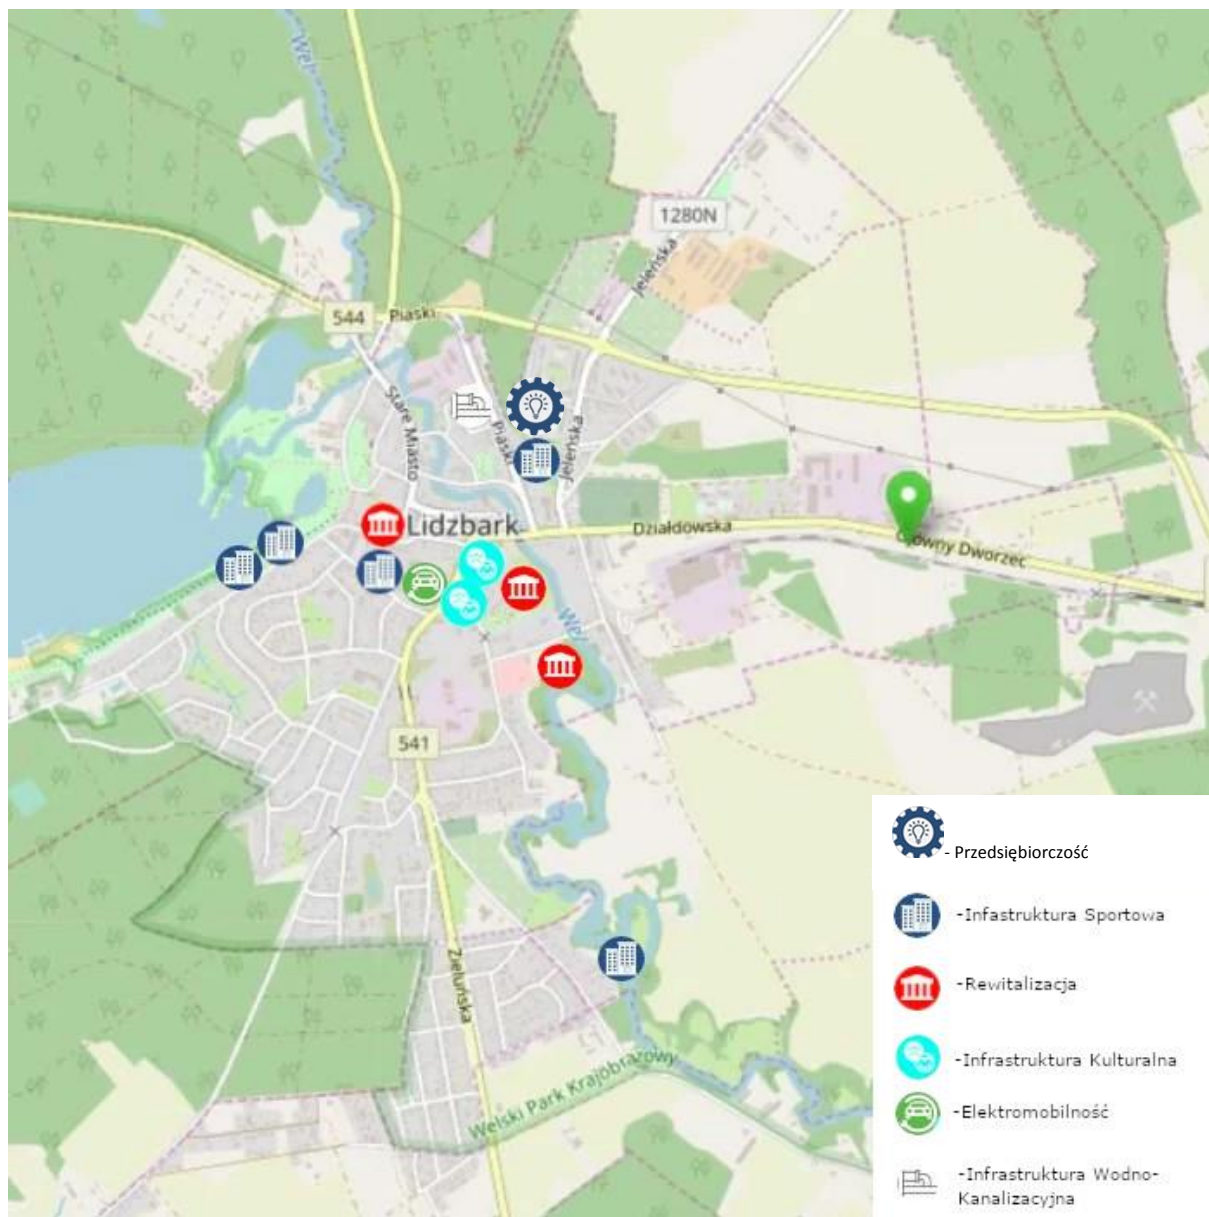 Wel
1280N
Jeleńska
544
Piaski
Stare Miasto
Piaski
Jeleńska
Lidzbark
Działdowska
Główny Dworzec
Wel
541
- Przedsiębiorczość
-Infastruktura Sportowa
-Rewitalizacja
Zieluńska
-Infrastruktura Kulturalna
Welski Park Krajobrazowy
-Elektromobilność
-Infrastruktura Wodno-
Kanalizacyjna